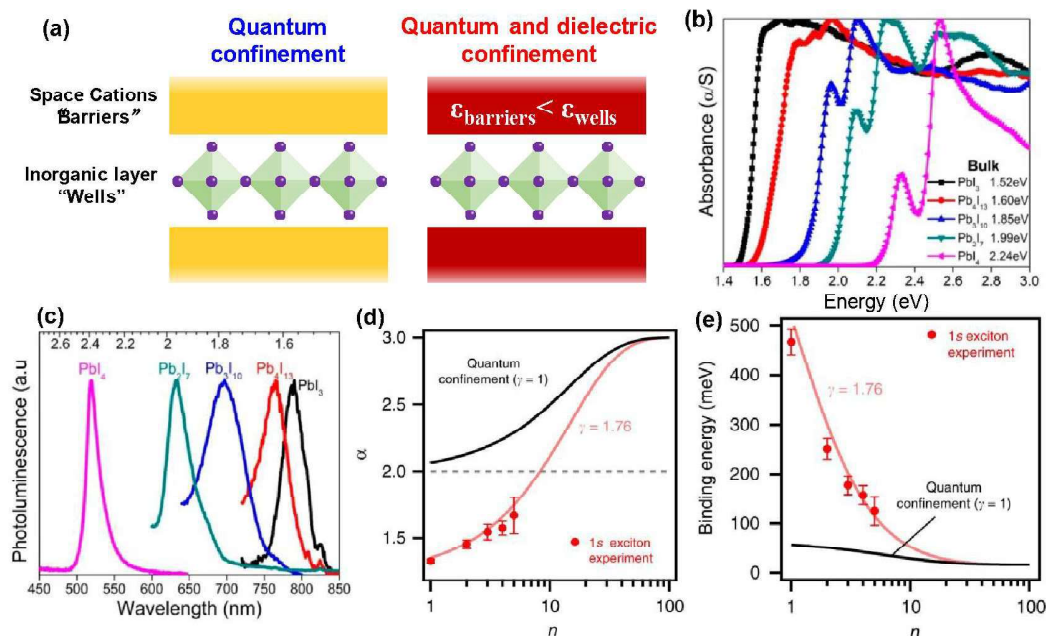 (a)
Quantum
confinement
Quantum and dielectric
confinement
Space Cations
“Barriers”
εbarriers < εwells
Inorganic layer
“Wells”
(b)
Absorbance (α/S)
Bulk
PbI3 1.52eV
Pb4I13 1.60eV
Pb3I10 1.85eV
Pb2I7 1.99eV
PbI4 2.24eV
1.4 1.6 1.8 2.0 2.2 2.4 2.6 2.8 3.0
Energy (eV)
(c)
2.6 2.4 2.2 2 1.8 1.6
Photoluminescence (a.u
PbI4
Pb2I7
Pb3I10
Pb4I13
PbI3
450 500 550 600 650 700 750 800 850
Wavelength (nm)
(d)
3.0
2.5
2.0
1.5
α
Quantum
confinement (γ = 1)
γ = 1.76
1s exciton
experiment
1 10 100
n
(e)
500
400
300
200
100
0
Binding energy (meV)
1s exciton
experiment
γ = 1.76
Quantum
confinement (γ = 1)
1 10 100
n